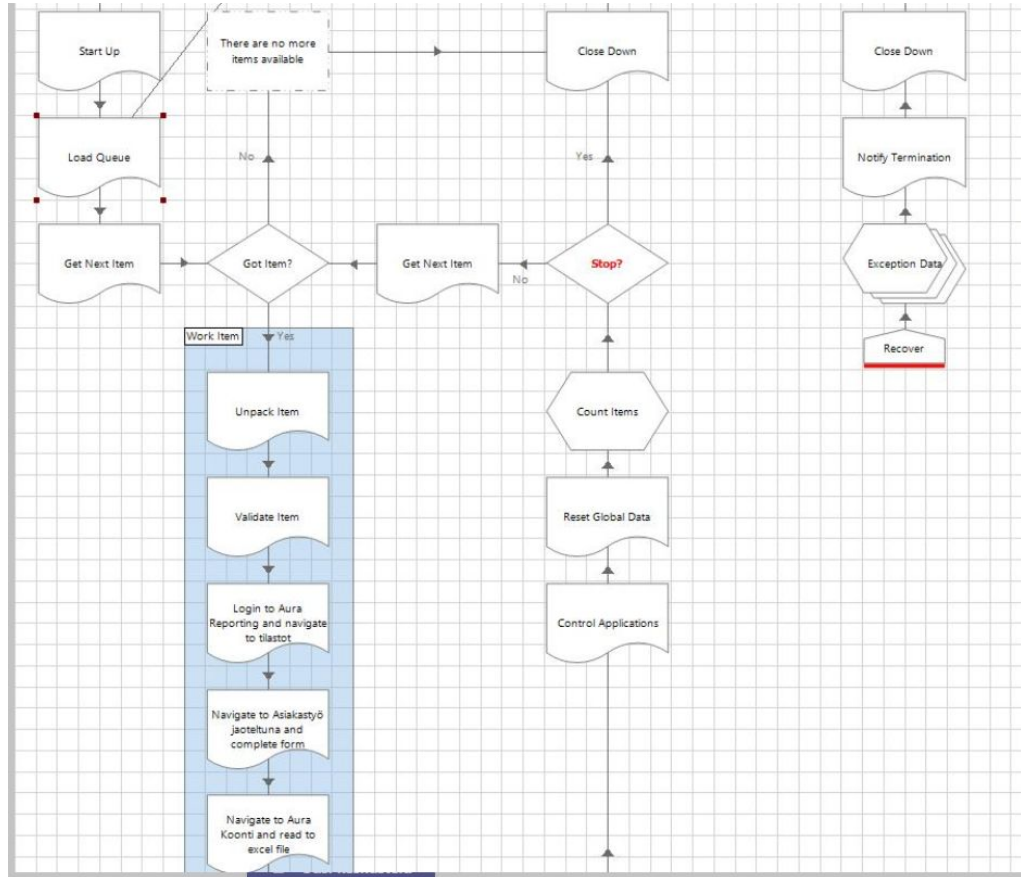 Start Up
There are no more
items available
Close Down
Close Down
Load Queue
No
Yes
Notify Termination
Get Next Item
Got Item?
Get Next Item
No
Stop?
Exception Data
Work Item
Yes
Recover
Unpack Item
Count Items
Validate Item
Reset Global Data
Login to Aura
Reporting and navigate
to tilastot
Control Applications
Navigate to Asiakastyö
jaoteltuna and
complete form
Navigate to Aura
Koonti and read to
excel file